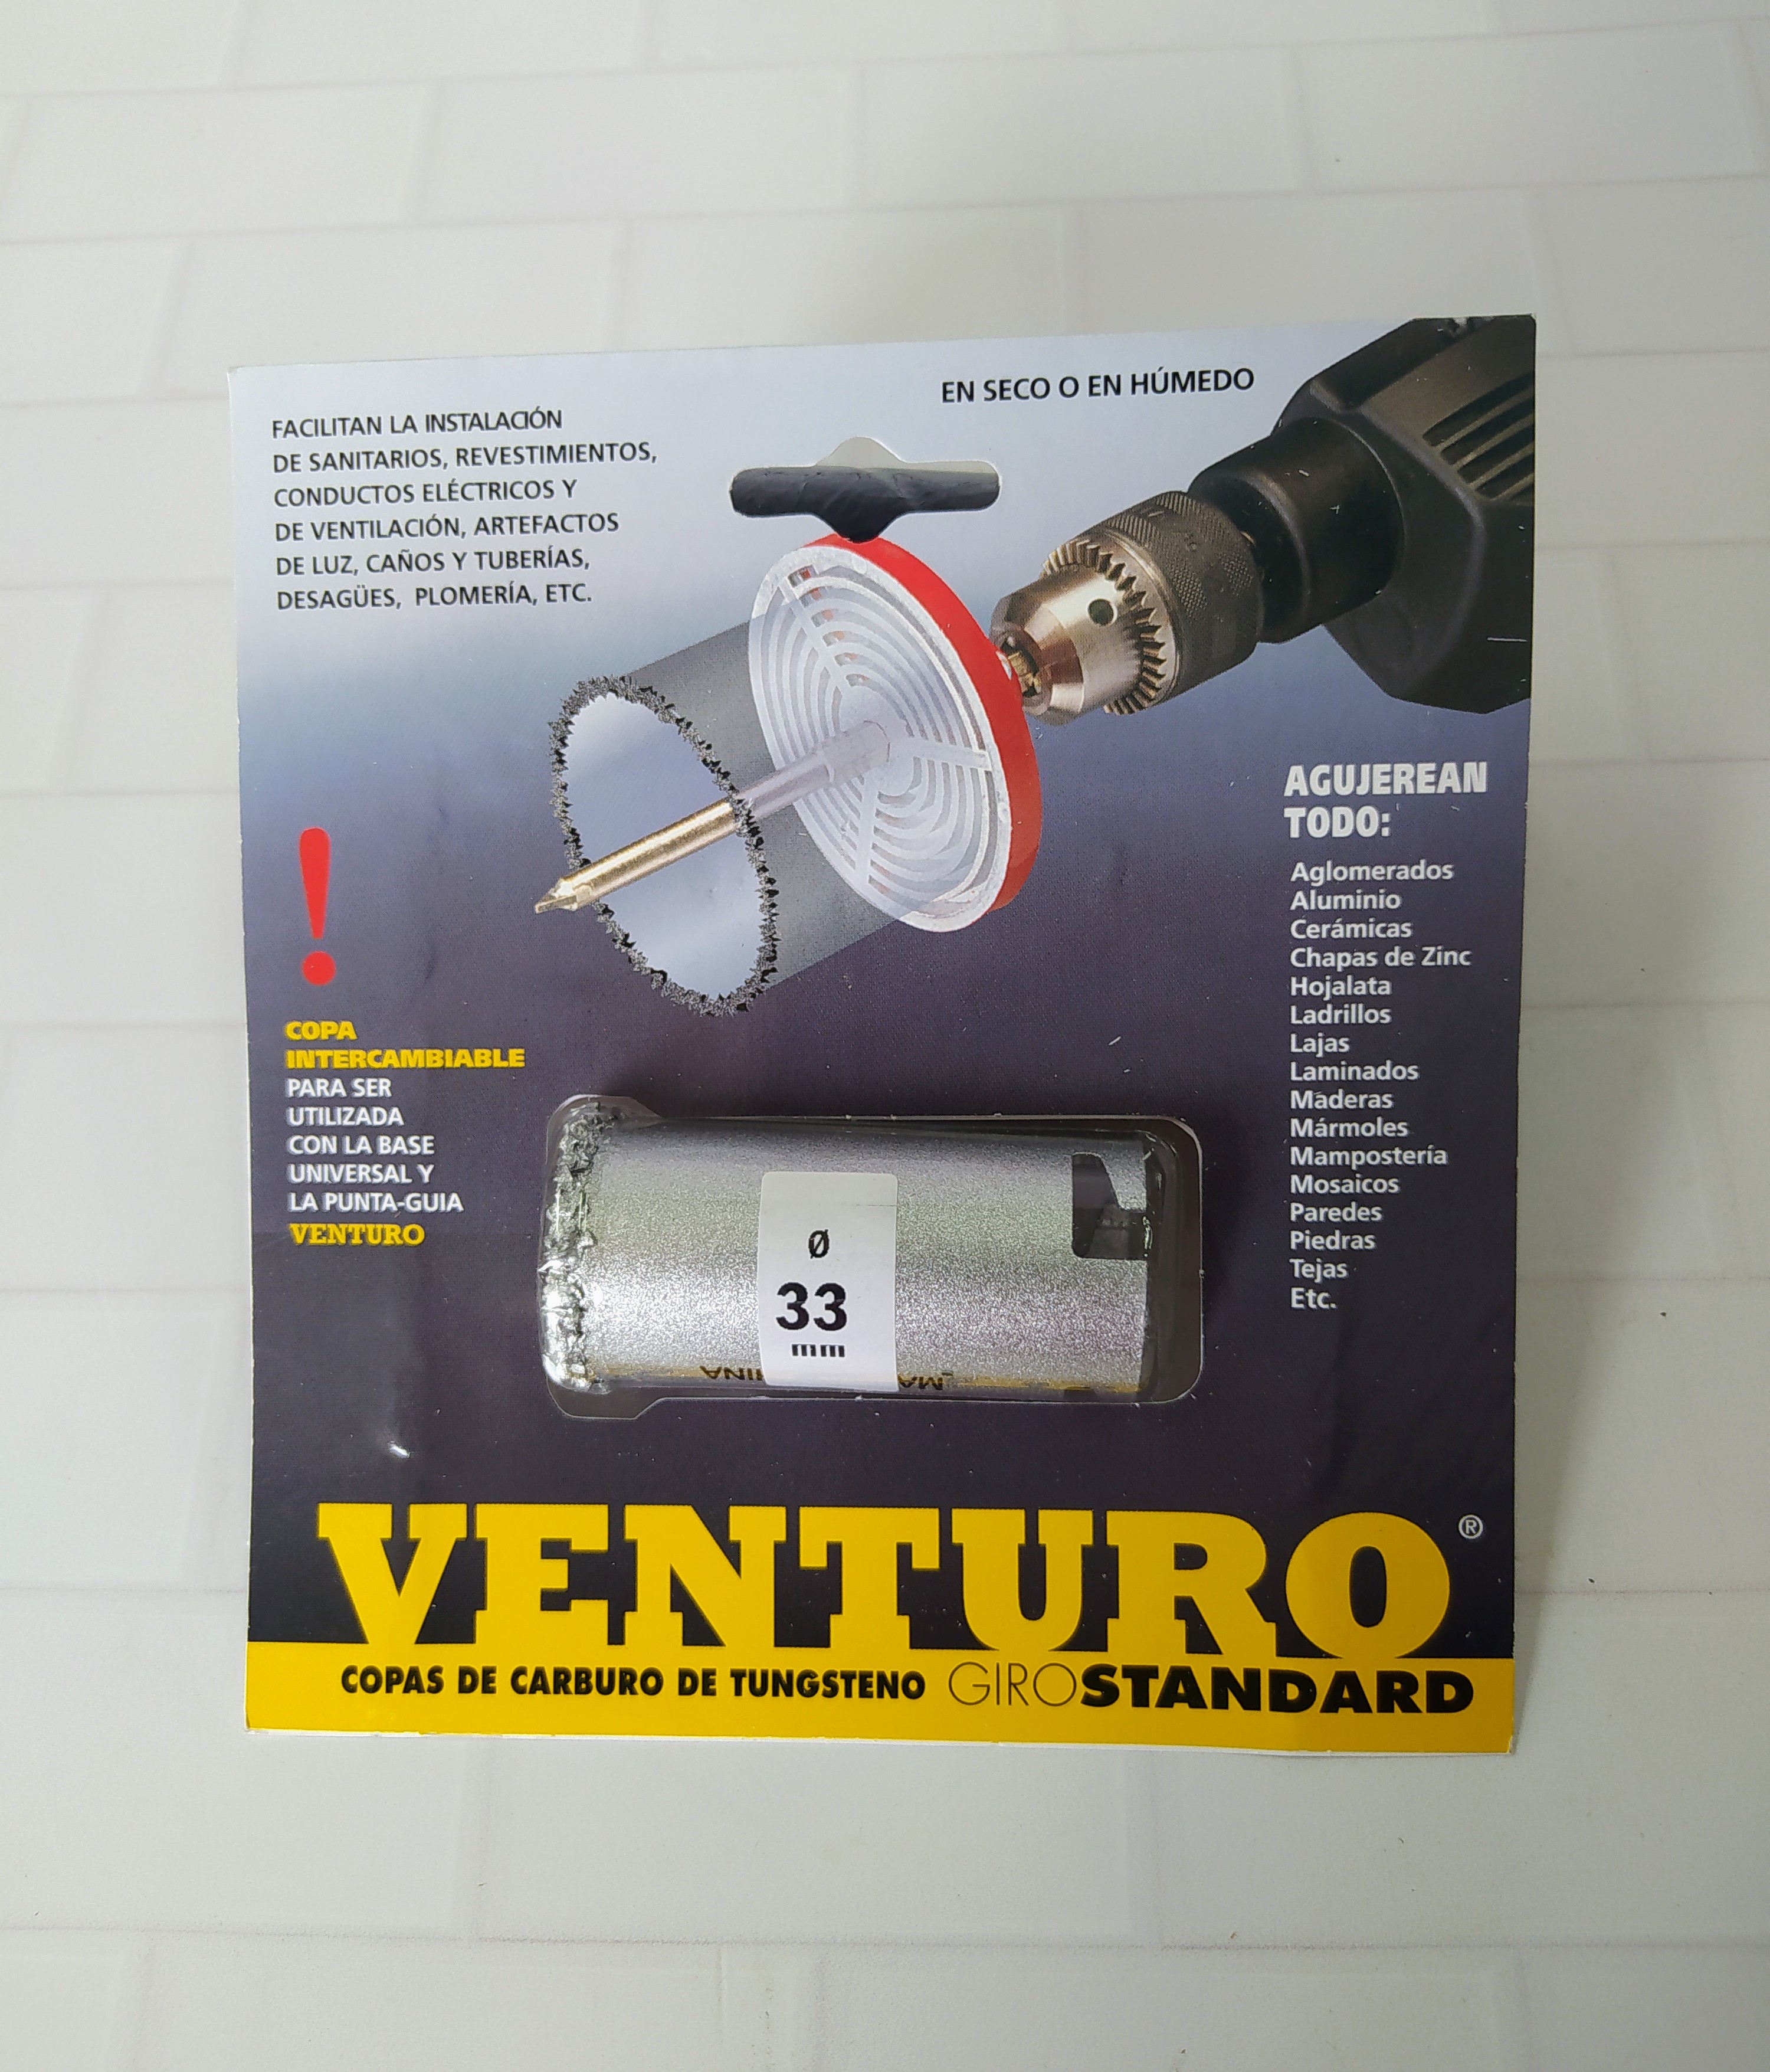 EN SECO O EN HÚMEDO
FACILITAN LA INSTALACIÓN
DE SANITARIOS, REVESTIMIENTOS,
CONDUCTOS ELÉCTRICOS Y
DE VENTILACIÓN, ARTEFACTOS
DE LUZ, CAÑOS Y TUBERÍAS,
DESAGÜES, PLOMERÍA, ETC.
AGUJEREAN
TODO:
Aglomerados
Aluminio
Cerámicas
Chapas de Zinc
Hojalata
Ladrillos
Lajas
Laminados
Maderas
Mármoles
Mampostería
Mosaicos
Paredes
Piedras
Tejas
Etc.
!
COPA
INTERCAMBIABLE
PARA SER
UTILIZADA
CON LA BASE
UNIVERSAL Y
LA PUNTA-GUIA
VENTURO
Ø
33
mm
VENTURO®
COPAS DE CARBURO DE TUNGSTENO GIROSTANDARD